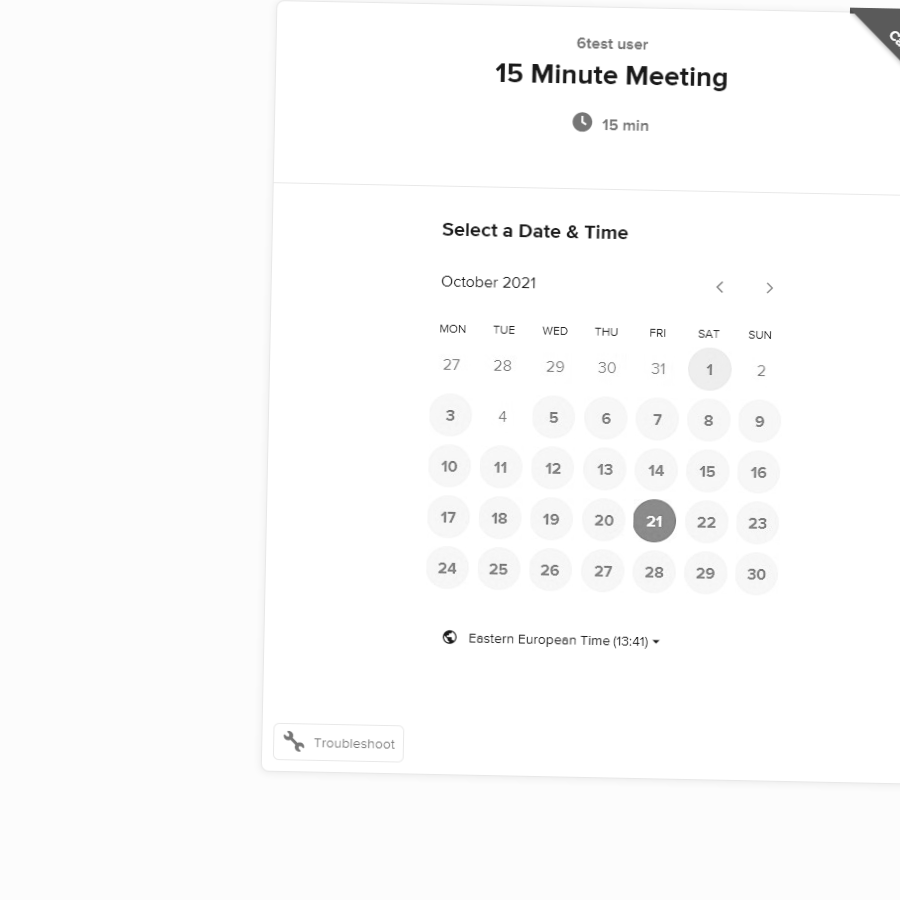 6test user
15 Minute Meeting
15 min
Select a Date & Time
October 2021
MON TUE WED THU FRI SAT SUN
27 28 29 30 31 1 2
3 4 5 6 7 8 9
10 11 12 13 14 15 16
17 18 19 20 21 22 23
24 25 26 27 28 29 30
Eastern European Time (13:41)
Troubleshoot